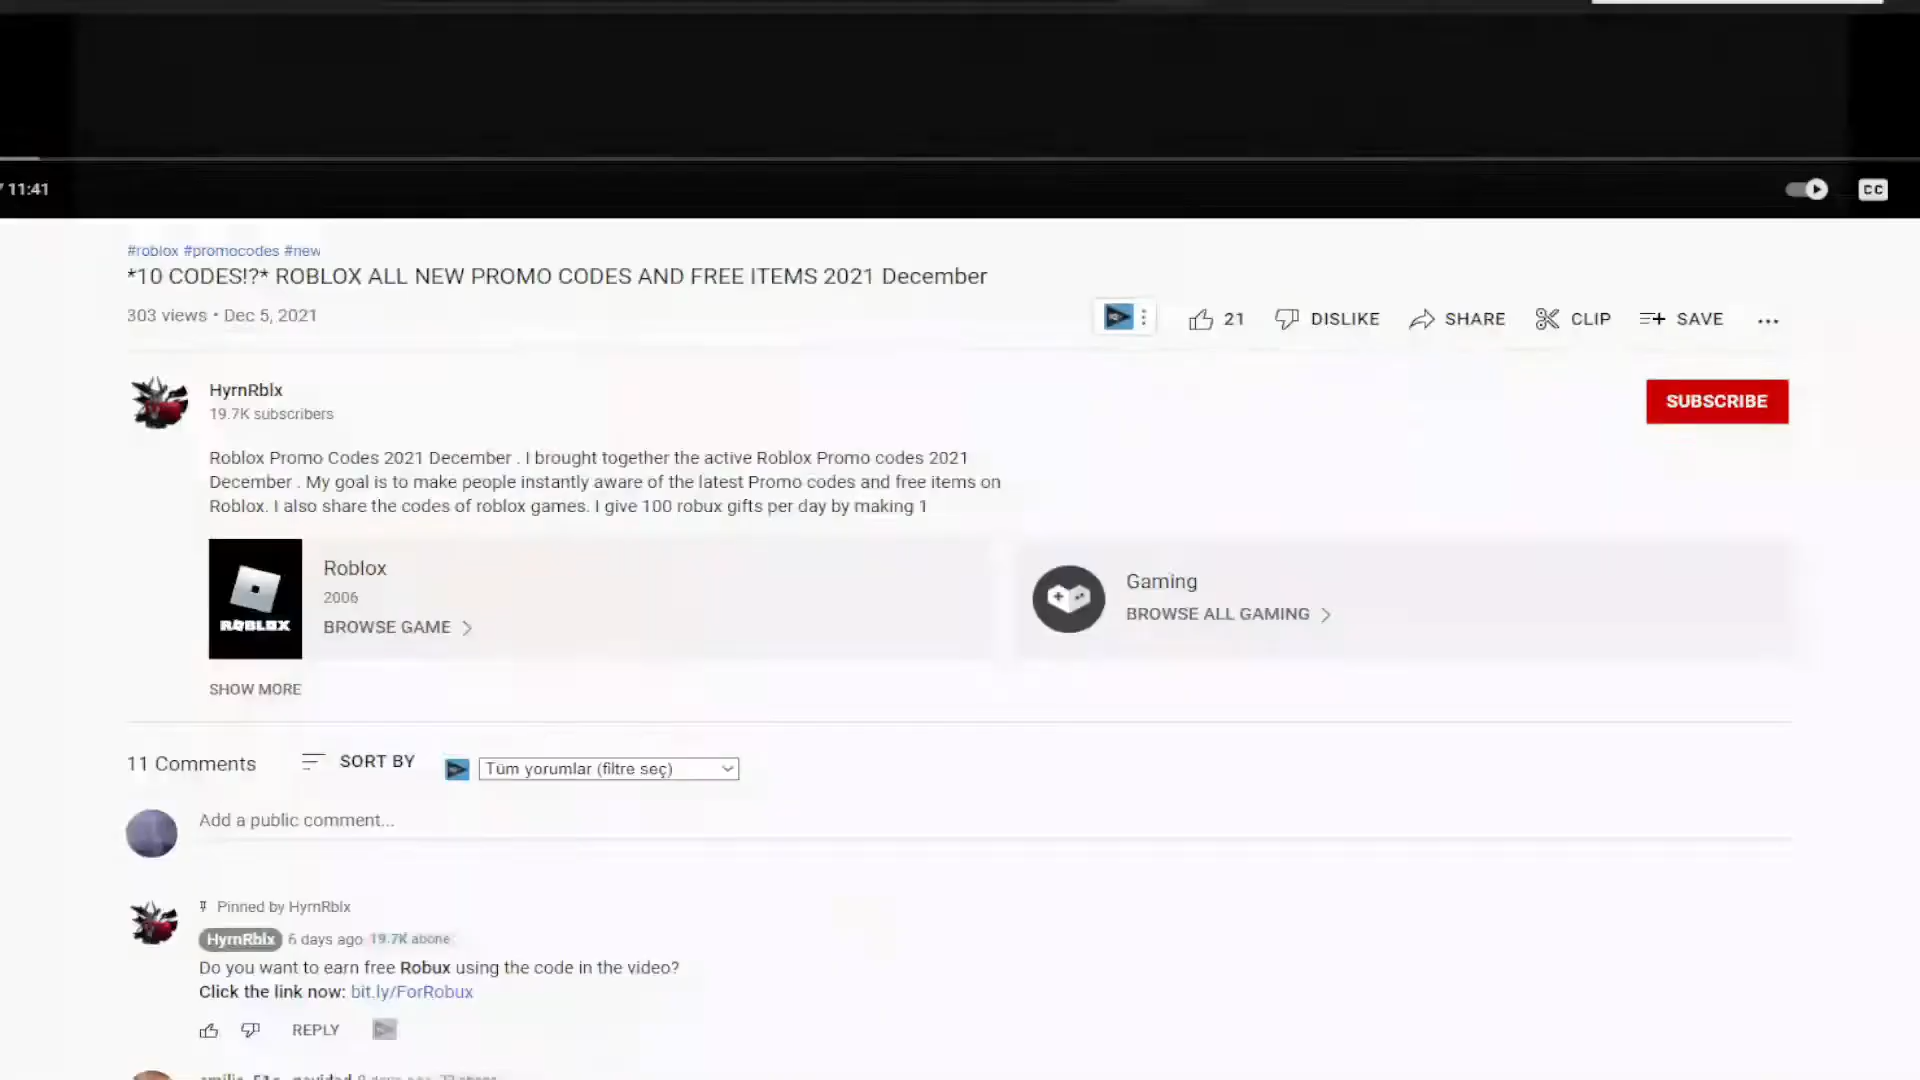 / 11:41
CC
#roblox #promocodes #new
*10 CODES!?* ROBLOX ALL NEW PROMO CODES AND FREE ITEMS 2021 December
303 views • Dec 5, 2021
21 DISLIKE SHARE CLIP SAVE ...
HyrnRblx
19.7K subscribers
SUBSCRIBE
Roblox Promo Codes 2021 December . I brought together the active Roblox Promo codes 2021
December . My goal is to make people instantly aware of the latest Promo codes and free items on
Roblox. I also share the codes of roblox games. I give 100 robux gifts per day by making 1
ROBLOX
Roblox
2006
BROWSE GAME
Gaming
BROWSE ALL GAMING
SHOW MORE
11 Comments SORT BY Tüm yorumlar (filtre seç)
Add a public comment...
Pinned by HyrnRblx
HyrnRblx 6 days ago 19.7K abone
Do you want to earn free Robux using the code in the video?
Click the link now: bit.ly/ForRobux
REPLY